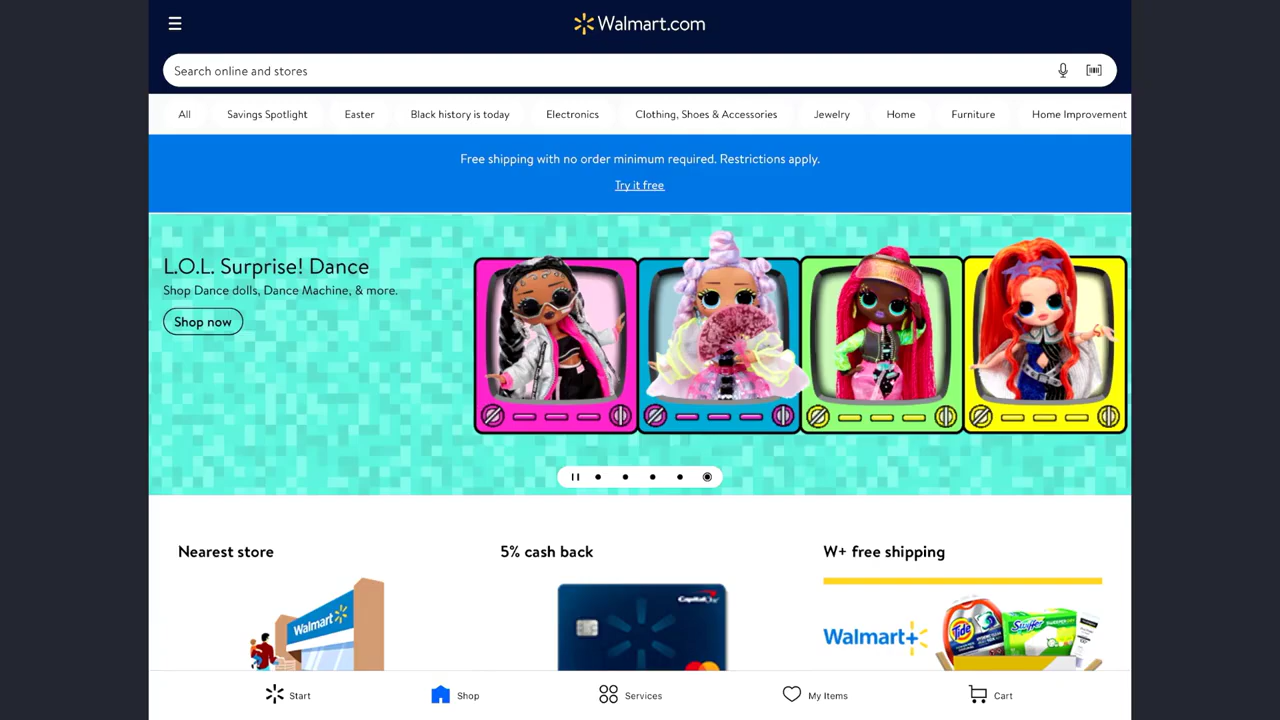 Walmart.com
Search online and stores
All Savings Spotlight Easter Black history is today Electronics Clothing, Shoes & Accessories Jewelry Home Furniture Home Improvement
Free shipping with no order minimum required. Restrictions apply.
Try it free
L.O.L. Surprise! Dance
Shop Dance dolls, Dance Machine, & more.
Shop now
Nearest store 5% cash back W+ free shipping
Walmart
Capital One
Walmart+
Tide
Swiffer
Start Shop Services My Items Cart